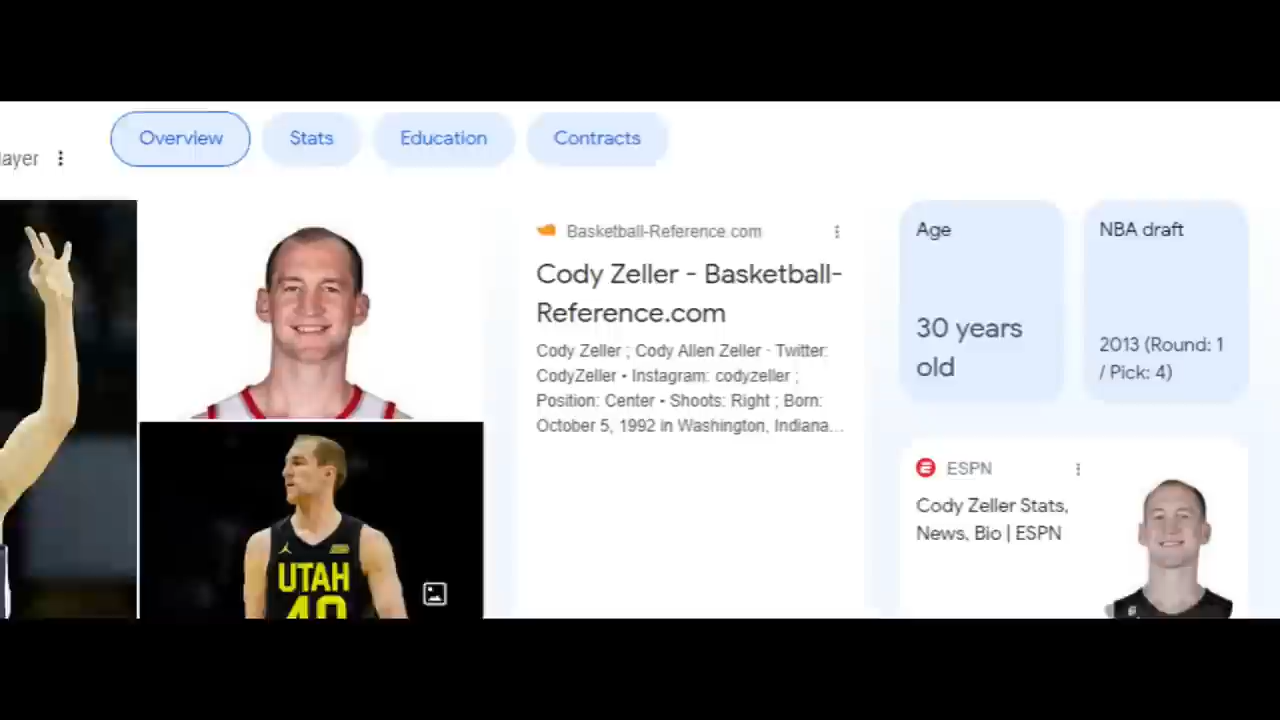 Overview
Stats
Education
Contracts
layer
Basketball-Reference.com
Cody Zeller - Basketball-
Reference.com
Cody Zeller ; Cody Allen Zeller · Twitter:
CodyZeller • Instagram: codyzeller ;
Position: Center • Shoots: Right ; Born:
October 5, 1992 in Washington, Indiana...
Age
30 years
old
NBA draft
2013 (Round: 1
/ Pick: 4)
ESPN
Cody Zeller Stats,
News, Bio | ESPN
UTAH
40